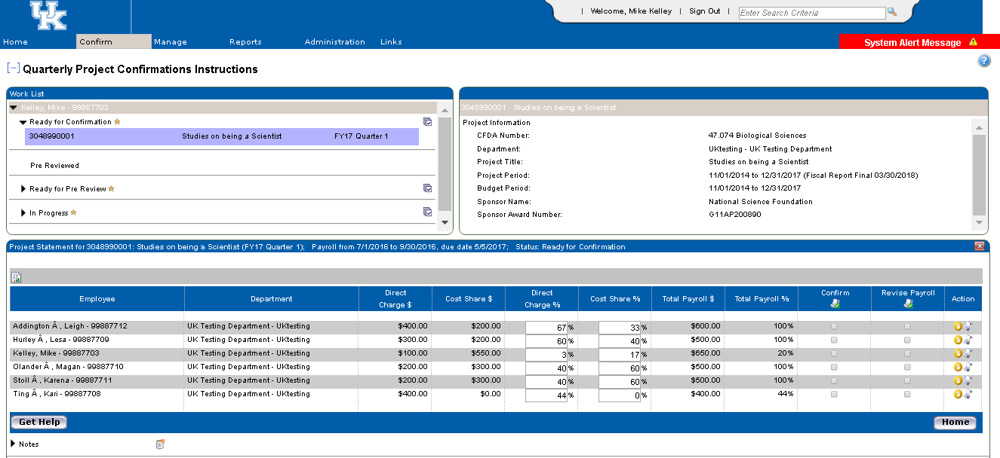 UK
| Welcome, Mike Kelley | Sign Out | Enter Search Criteria
Home Confirm Manage Reports Administration Links
System Alert Message
[−] Quarterly Project Confirmations Instructions
Work List
Kelley, Mike - 99887703
Ready for Confirmation
3048990001 Studies on being a Scientist FY17 Quarter 1
Pre Reviewed
Ready for Pre Review
In Progress
3048990001 - Studies on being a Scientist
Project Information
CFDA Number: 47.074 Biological Sciences
Department: UKtesting - UK Testing Department
Project Title: Studies on being a Scientist
Project Period: 11/01/2014 to 12/31/2017 (Fiscal Report Final 03/30/2018)
Budget Period: 11/01/2014 to 12/31/2017
Sponsor Name: National Science Foundation
Sponsor Award Number: G11AP200890
Project Statement for 3048990001: Studies on being a Scientist (FY17 Quarter 1); Payroll from 7/1/2016 to 9/30/2016, due date 5/5/2017; Status: Ready for Confirmation
Employee Department Direct Charge $ Cost Share $ Direct Charge % Cost Share % Total Payroll $ Total Payroll % Confirm Revise Payroll Action
Addington Â , Leigh - 99887712 UK Testing Department - UKtesting $400.00 $200.00 67 % 33 % $600.00 100%
Hurley Â , Lesa - 99887709 UK Testing Department - UKtesting $300.00 $200.00 60 % 40 % $500.00 100%
Kelley, Mike - 99887703 UK Testing Department - UKtesting $100.00 $550.00 3 % 17 % $650.00 20%
Olander Â , Magan - 99887710 UK Testing Department - UKtesting $200.00 $300.00 40 % 60 % $500.00 100%
Stoll Â , Karena - 99887711 UK Testing Department - UKtesting $200.00 $300.00 40 % 60 % $500.00 100%
Ting Â , Kari - 99887708 UK Testing Department - UKtesting $400.00 $0.00 44 % 0 % $400.00 44%
Get Help Home
Notes